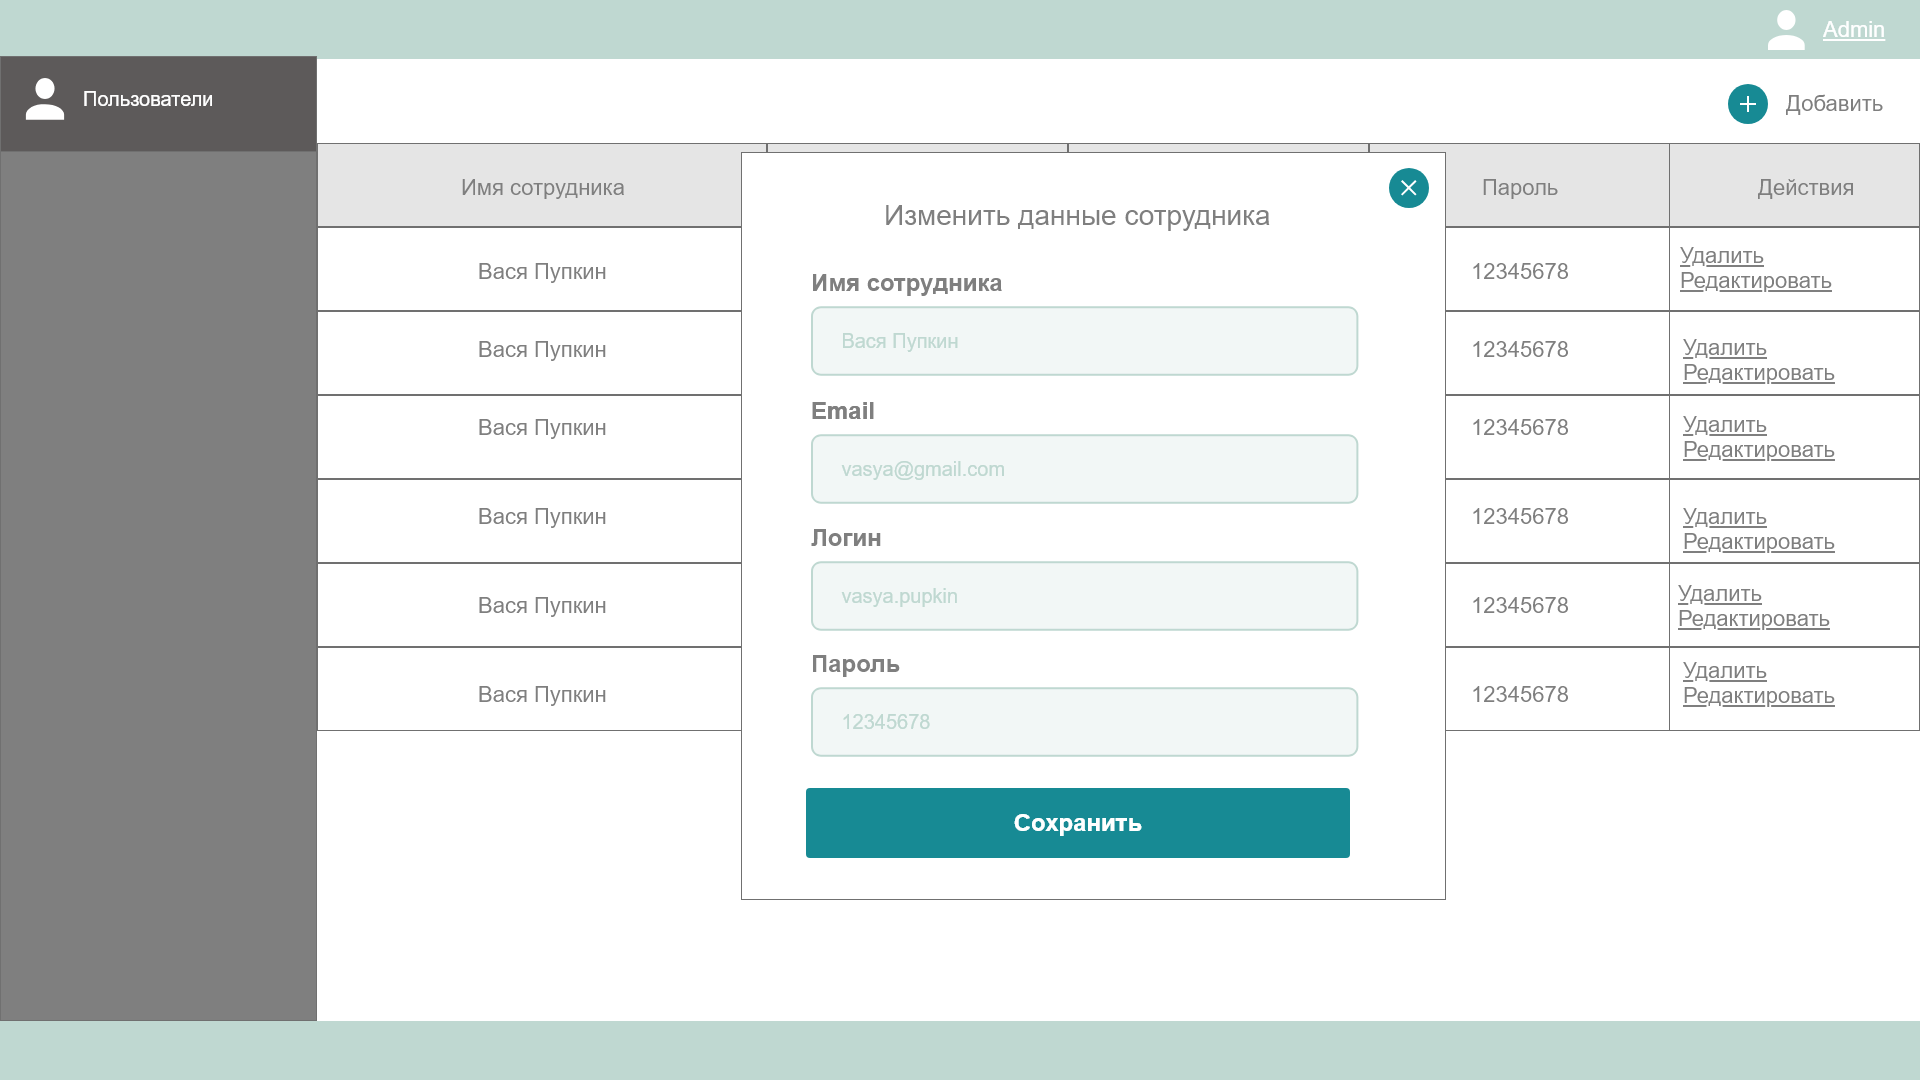 Admin
Пользователи
Добавить
Имя сотрудника
Пароль
Действия
Вася Пупкин
12345678
Удалить
Редактировать
Вася Пупкин
12345678
Удалить
Редактировать
Вася Пупкин
12345678
Удалить
Редактировать
Вася Пупкин
12345678
Удалить
Редактировать
Вася Пупкин
12345678
Удалить
Редактировать
Вася Пупкин
12345678
Удалить
Редактировать
Изменить данные сотрудника
Имя сотрудника
Вася Пупкин
Email
vasya@gmail.com
Логин
vasya.pupkin
Пароль
12345678
Сохранить